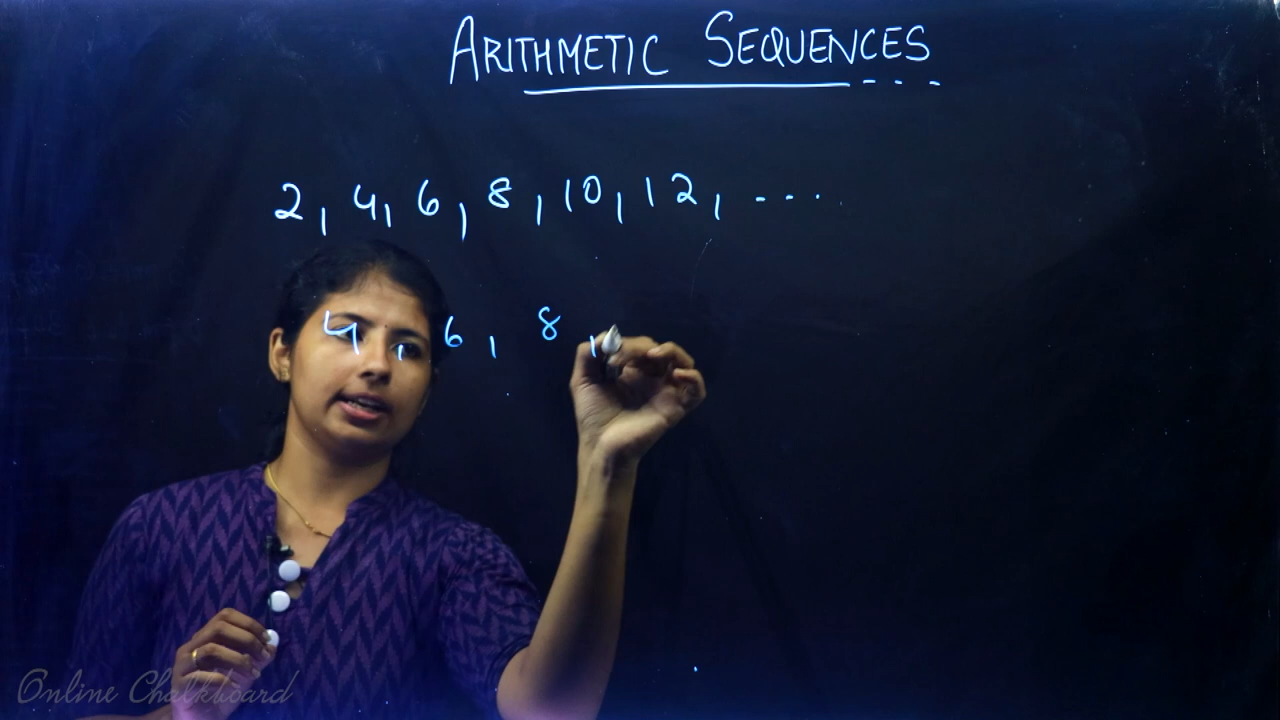 ARITHMETIC SEQUENCES
2, 4, 6, 8, 10, 12, ....
4, 6, 8,
Online Chalkboard